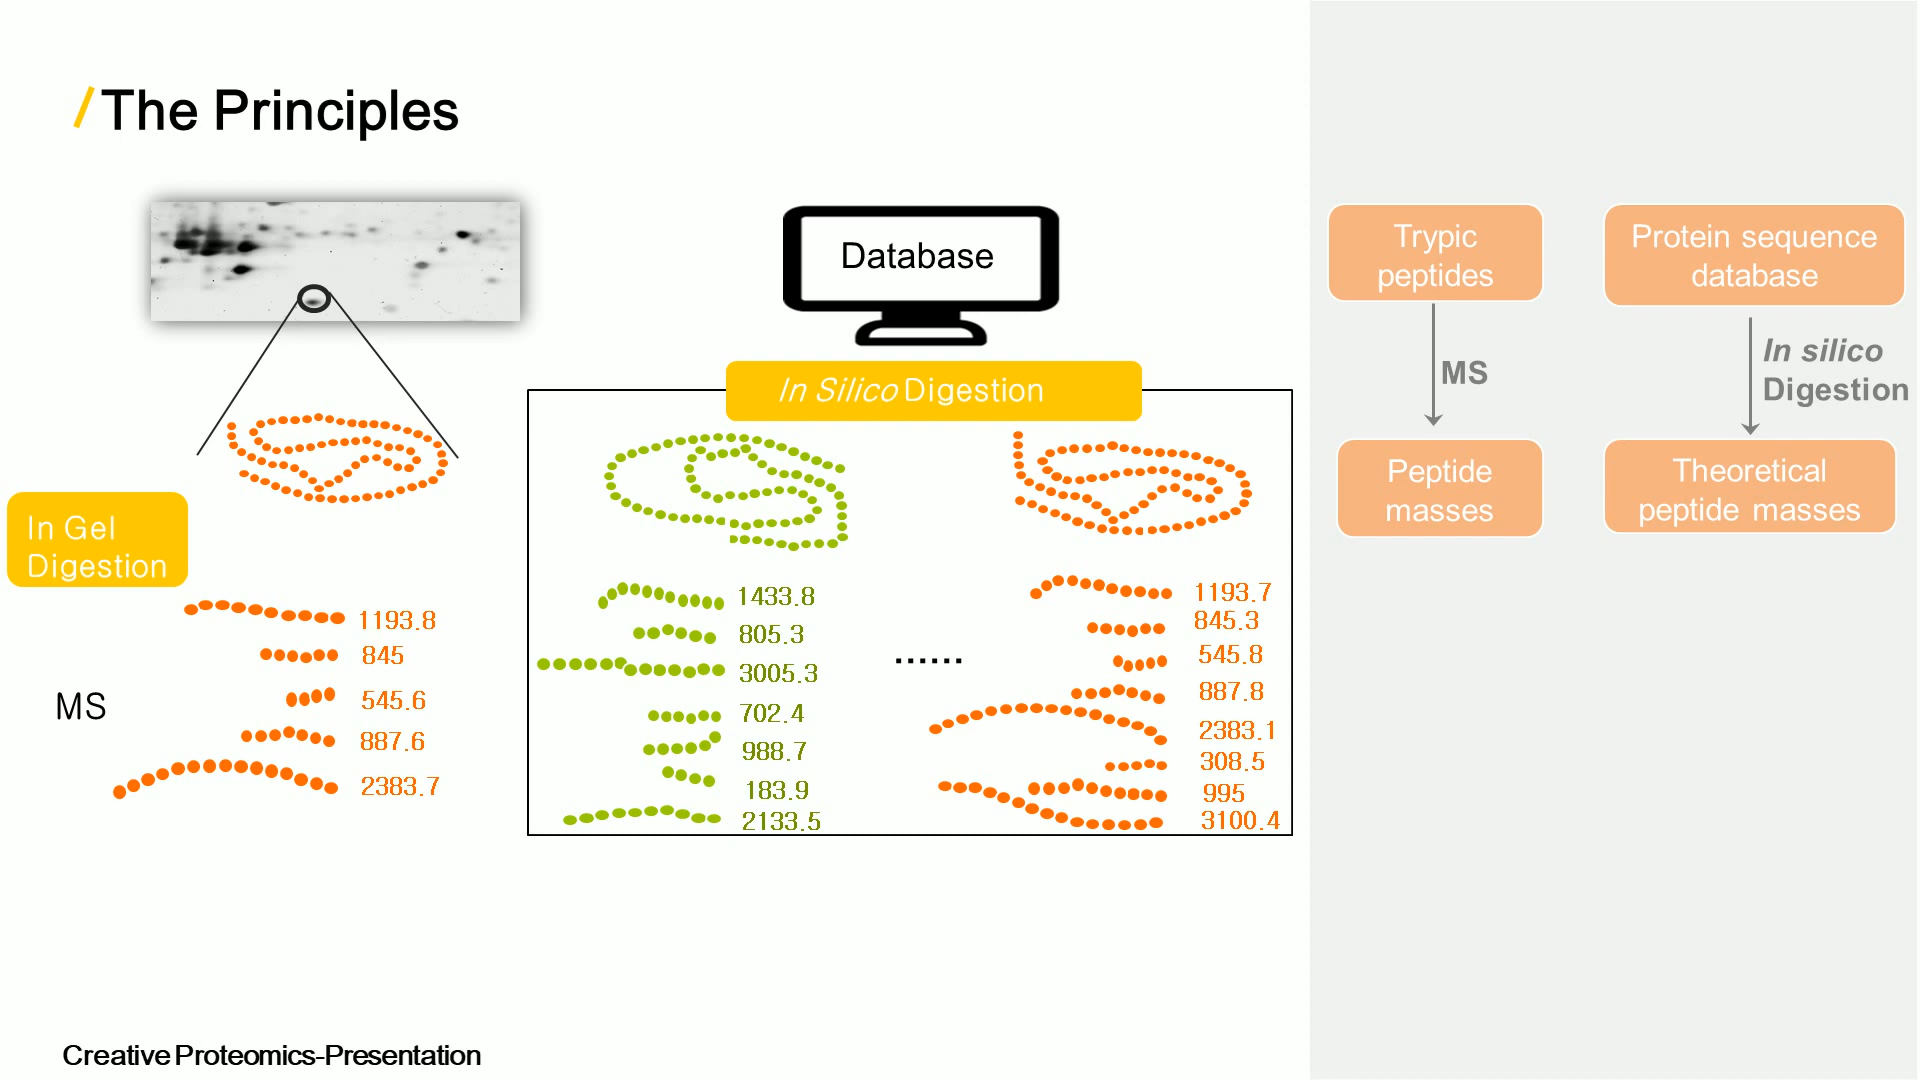 / The Principles
Database
In Silico Digestion
In Gel
Digestion
MS
1193.8
845
545.6
887.6
2383.7
1433.8
805.3
3005.3
702.4
988.7
183.9
2133.5
......
1193.7
845.3
545.8
887.8
2383.1
308.5
995
3100.4
Trypic
peptides
MS
Peptide
masses
Protein sequence
database
In silico
Digestion
Theoretical
peptide masses
Creative Proteomics-Presentation